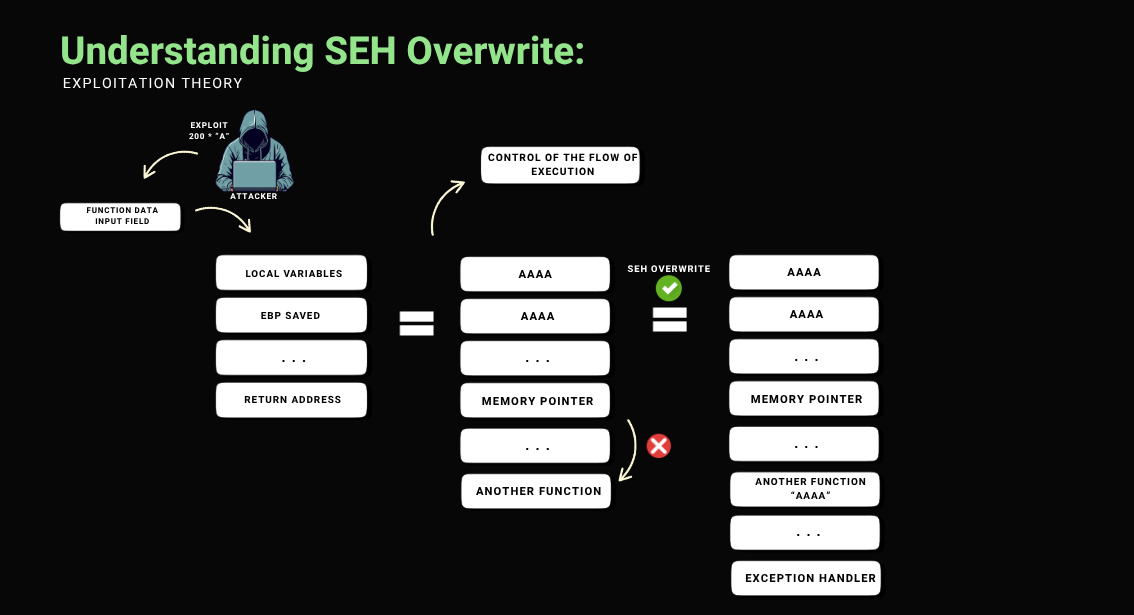 Understanding SEH Overwrite:
EXPLOITATION THEORY
EXPLOIT
200 * “A”
ATTACKER
FUNCTION DATA
INPUT FIELD
CONTROL OF THE FLOW OF
EXECUTION
LOCAL VARIABLES
EBP SAVED
. . .
RETURN ADDRESS
AAAA
AAAA
. . .
MEMORY POINTER
. . .
ANOTHER FUNCTION
SEH OVERWRITE
AAAA
AAAA
. . .
MEMORY POINTER
. . .
ANOTHER FUNCTION
“AAAA”
. . .
EXCEPTION HANDLER